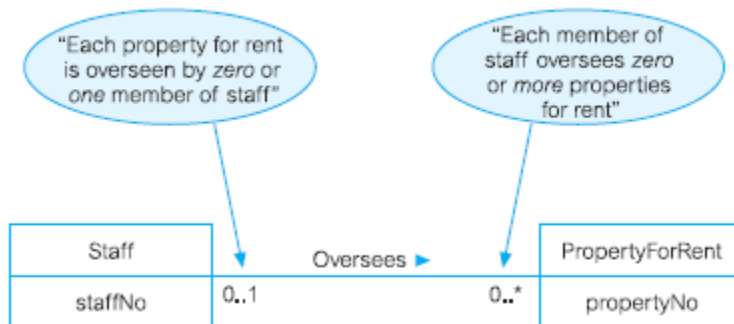 “Each property for rent
is overseen by zero or
one member of staff”
“Each member of
staff oversees zero
or more properties
for rent”
Staff
Oversees ►
PropertyForRent
staffNo
0..1
0..*
propertyNo